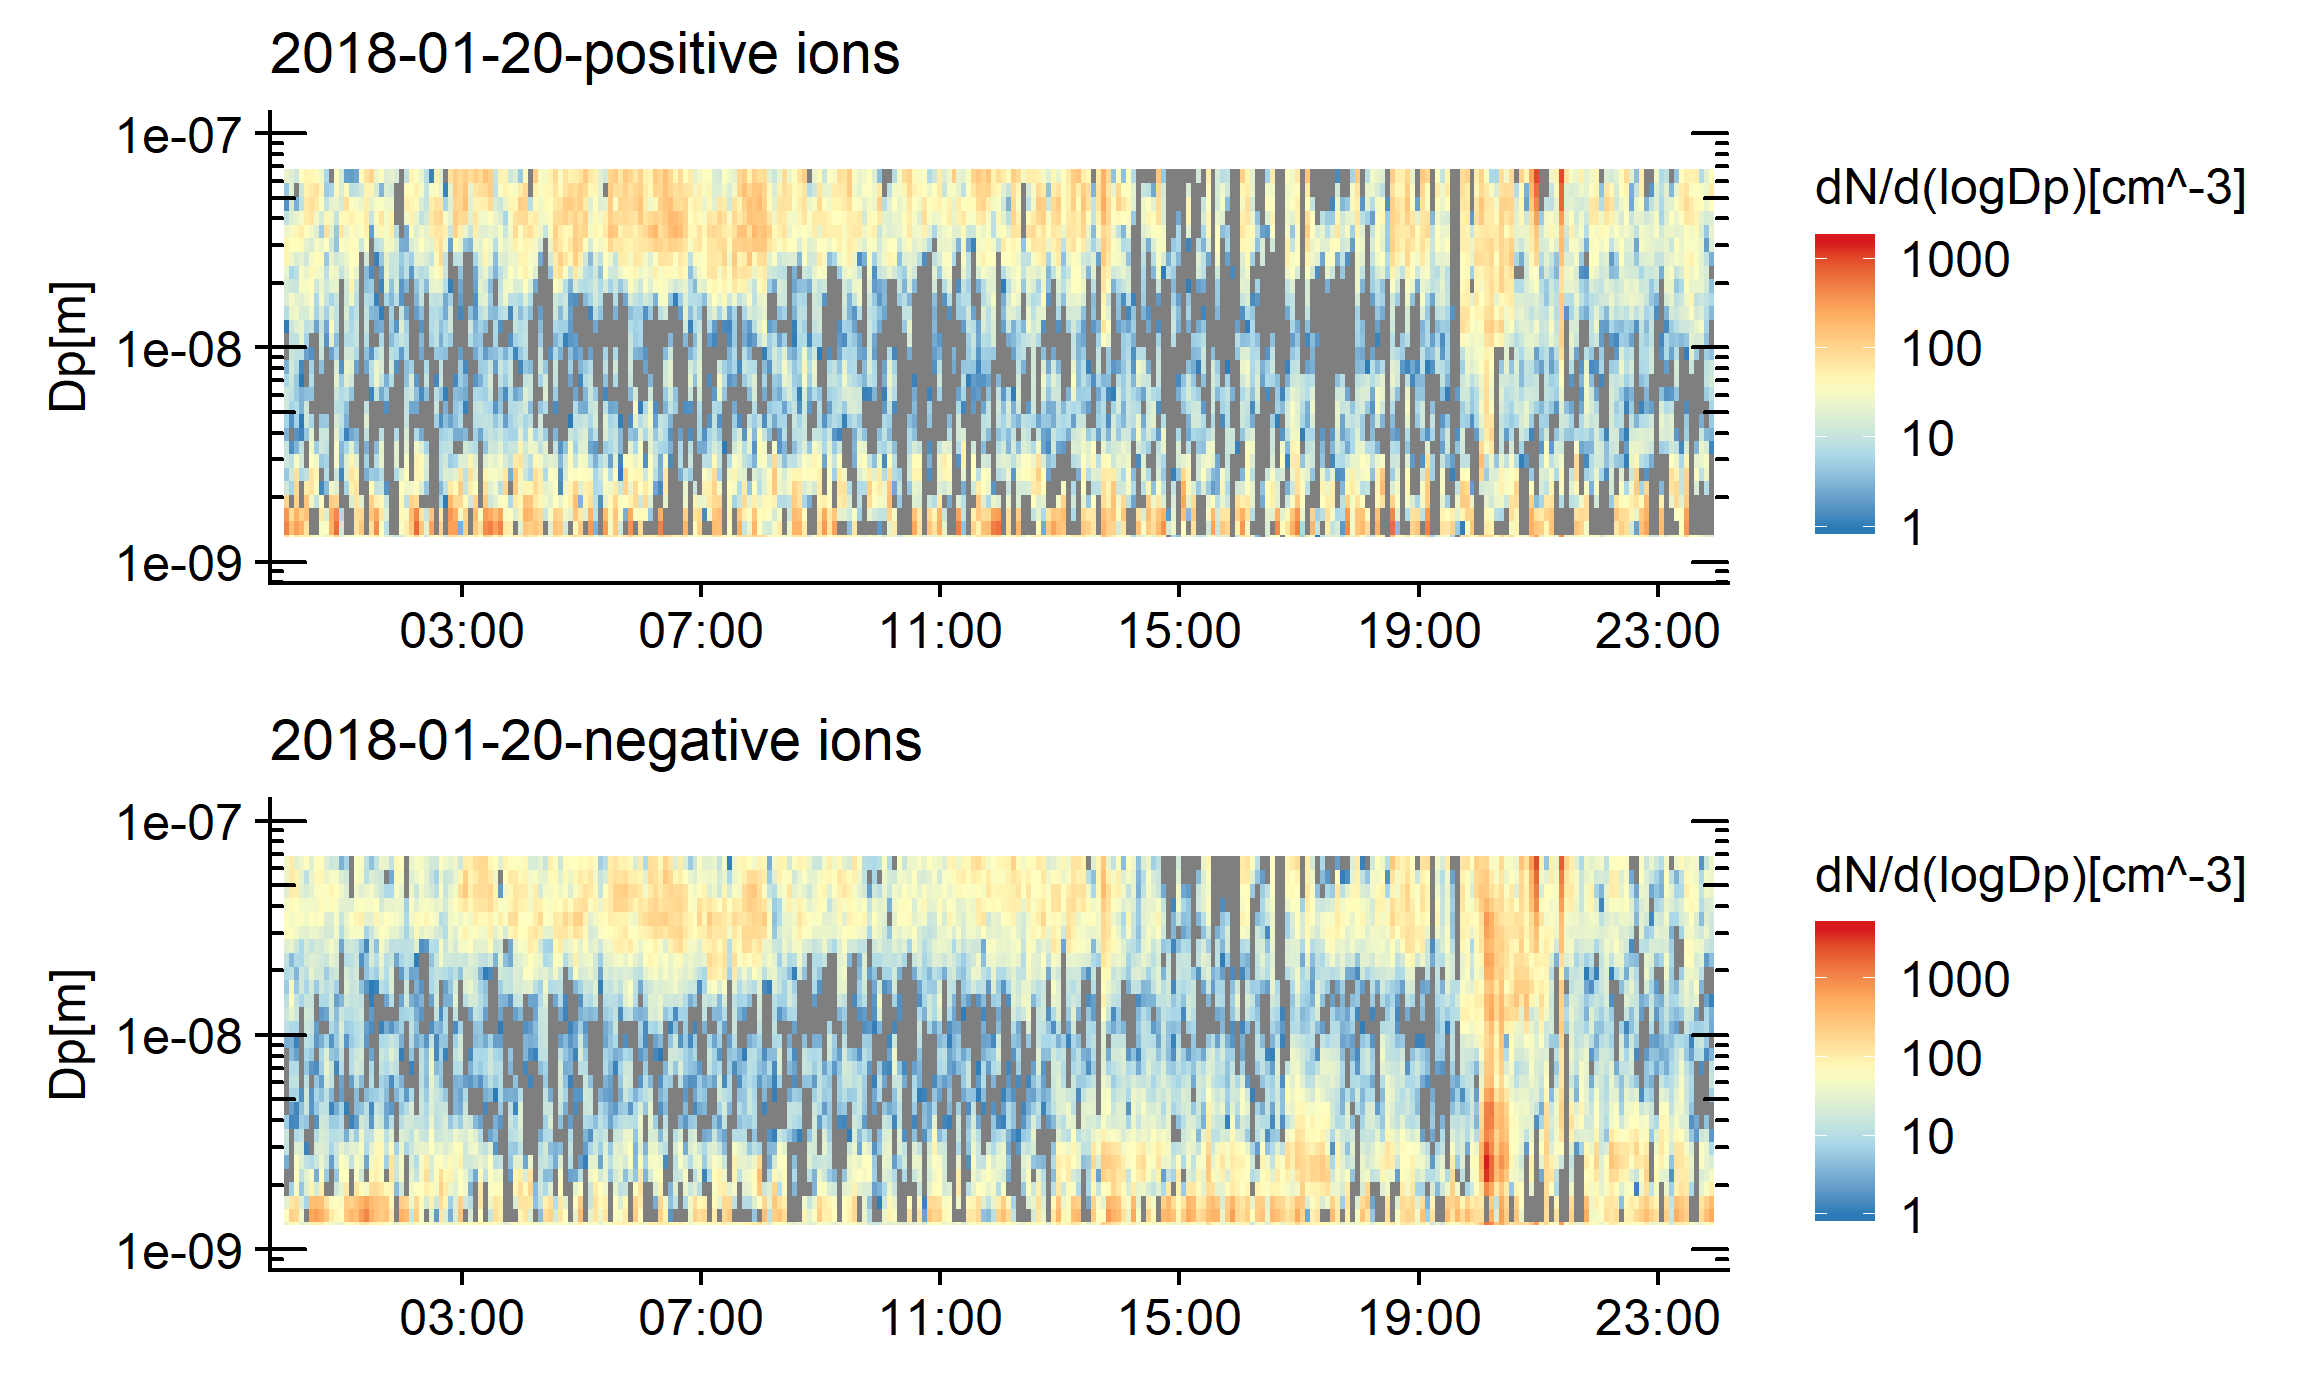 2018-01-20-positive ions
1e-07
1e-08
1e-09
Dp[m]
03:00 07:00 11:00 15:00 19:00 23:00
dN/d(logDp)[cm^-3]
1000
100
10
1
2018-01-20-negative ions
1e-07
1e-08
1e-09
Dp[m]
03:00 07:00 11:00 15:00 19:00 23:00
dN/d(logDp)[cm^-3]
1000
100
10
1